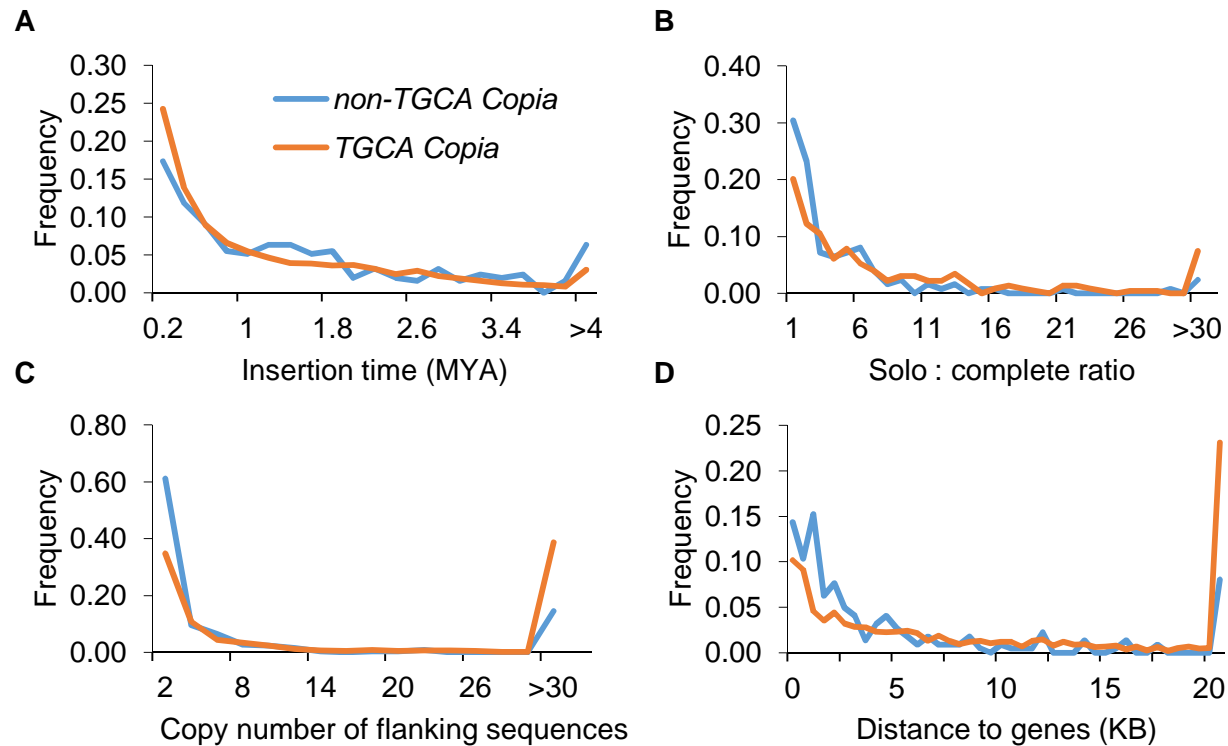 A
0.30
0.25
0.20
0.15
0.10
0.05
0.00
Frequency
non-TGCA Copia
TGCA Copia
0.2 1 1.8 2.6 3.4 >4
Insertion time (MYA)
B
0.40
0.30
0.20
0.10
0.00
Frequency
1 6 11 16 21 26 >30
Solo : complete ratio
C
0.80
0.60
0.40
0.20
0.00
Frequency
2 8 14 20 26 >30
Copy number of flanking sequences
D
0.25
0.20
0.15
0.10
0.05
0.00
Frequency
0 5 10 15 20
Distance to genes (KB)